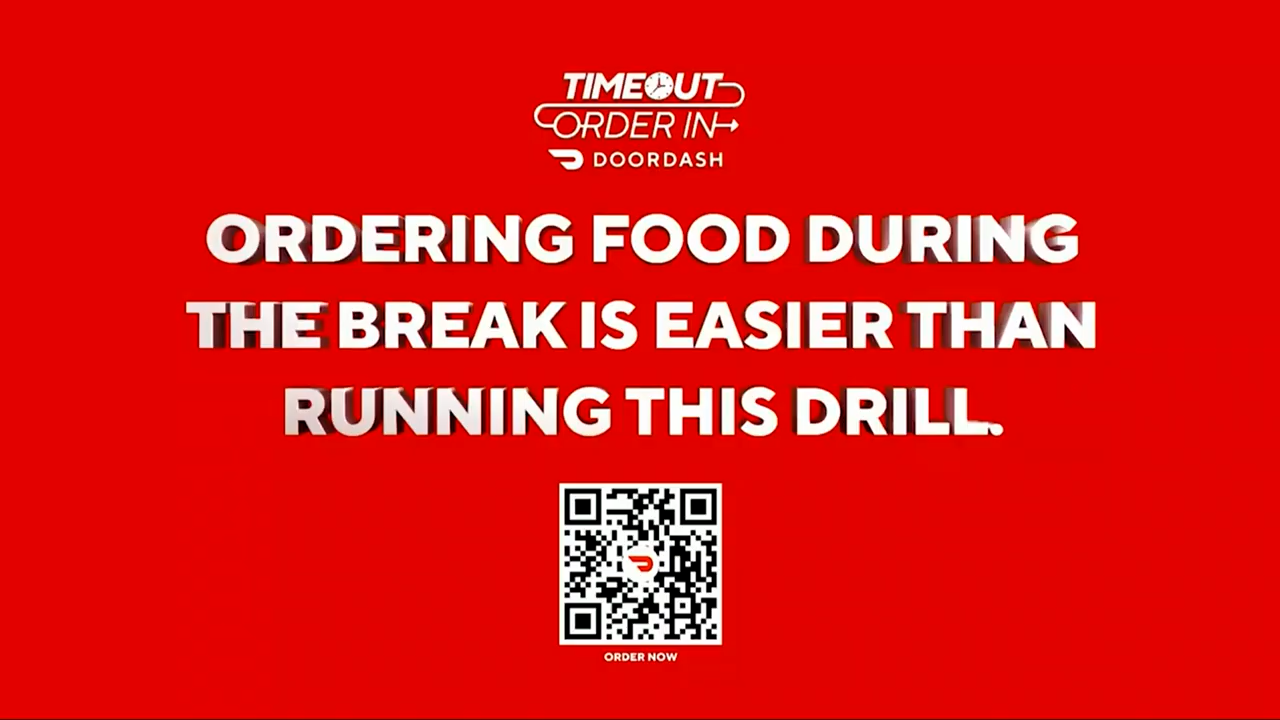 TIMEOUT
ORDER IN
DOORDASH
ORDERING FOOD DURING
THE BREAK IS EASIER THAN
RUNNING THIS DRILL.
ORDER NOW